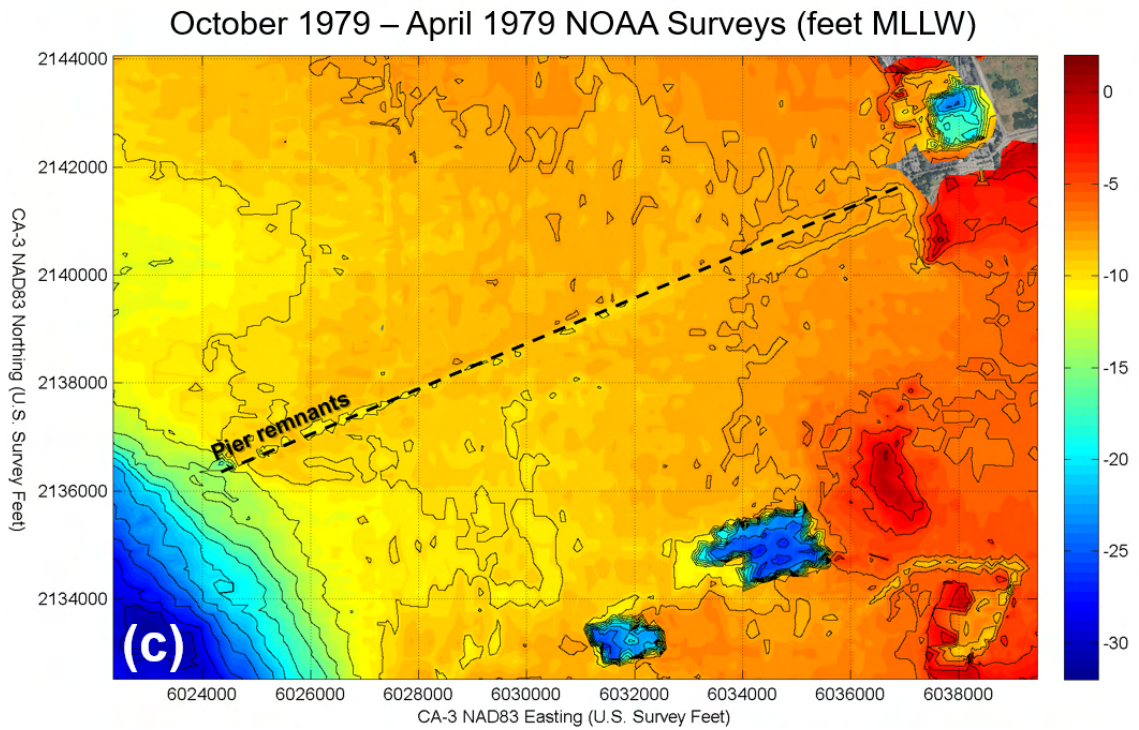 October 1979 – April 1979 NOAA Surveys (feet MLLW)
2144000
2142000
2140000
2138000
2136000
2134000
CA-3 NAD83 Northing (U.S. Survey Feet)
Pier remnants
(c)
6024000 6026000 6028000 6030000 6032000 6034000 6036000 6038000
CA-3 NAD83 Easting (U.S. Survey Feet)
0
-5
-10
-15
-20
-25
-30